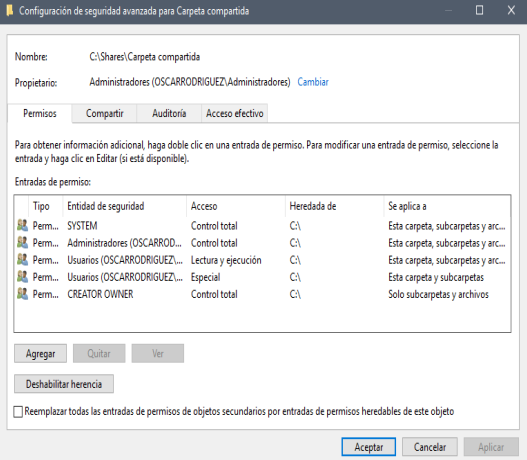 Configuración de seguridad avanzada para Carpeta compartida
Nombre: C:\Shares\Carpeta compartida
Propietario: Administradores (OSCARRODRIGUEZ\Administradores) Cambiar
Permisos Compartir Auditoría Acceso efectivo
Para obtener información adicional, haga doble clic en una entrada de permiso. Para modificar una entrada de permiso, seleccione la
entrada y haga clic en Editar (si está disponible).
Entradas de permiso:
Tipo Entidad de seguridad Acceso Heredada de Se aplica a
Perm... SYSTEM Control total C:\ Esta carpeta, subcarpetas y arc...
Perm... Administradores (OSCARROD... Control total C:\ Esta carpeta, subcarpetas y arc...
Perm... Usuarios (OSCARRODRIGUEZ\... Lectura y ejecución C:\ Esta carpeta, subcarpetas y arc...
Perm... Usuarios (OSCARRODRIGUEZ\... Especial C:\ Esta carpeta y subcarpetas
Perm... CREATOR OWNER Control total C:\ Solo subcarpetas y archivos
Agregar Quitar Ver
Deshabilitar herencia
Reemplazar todas las entradas de permisos de objetos secundarios por entradas de permisos heredables de este objeto
Aceptar Cancelar Aplicar